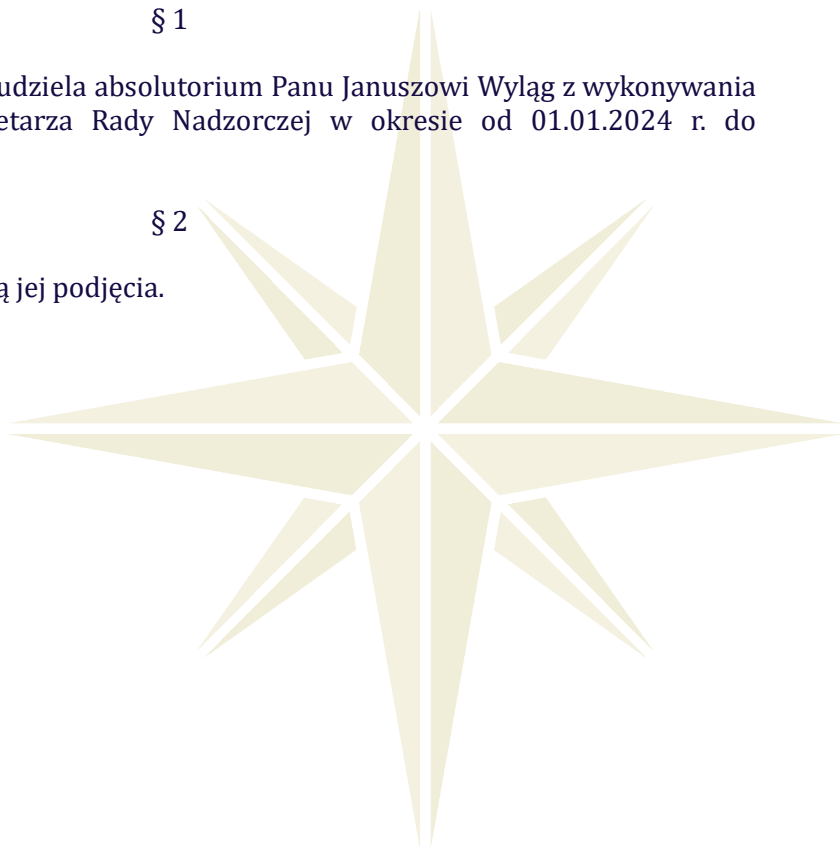 § 1
udziela absolutorium Panu Januszowi Wyląg z wykonywania
etarza Rady Nadzorczej w okresie od 01.01.2024 r. do
§ 2
ą jej podjęcia.